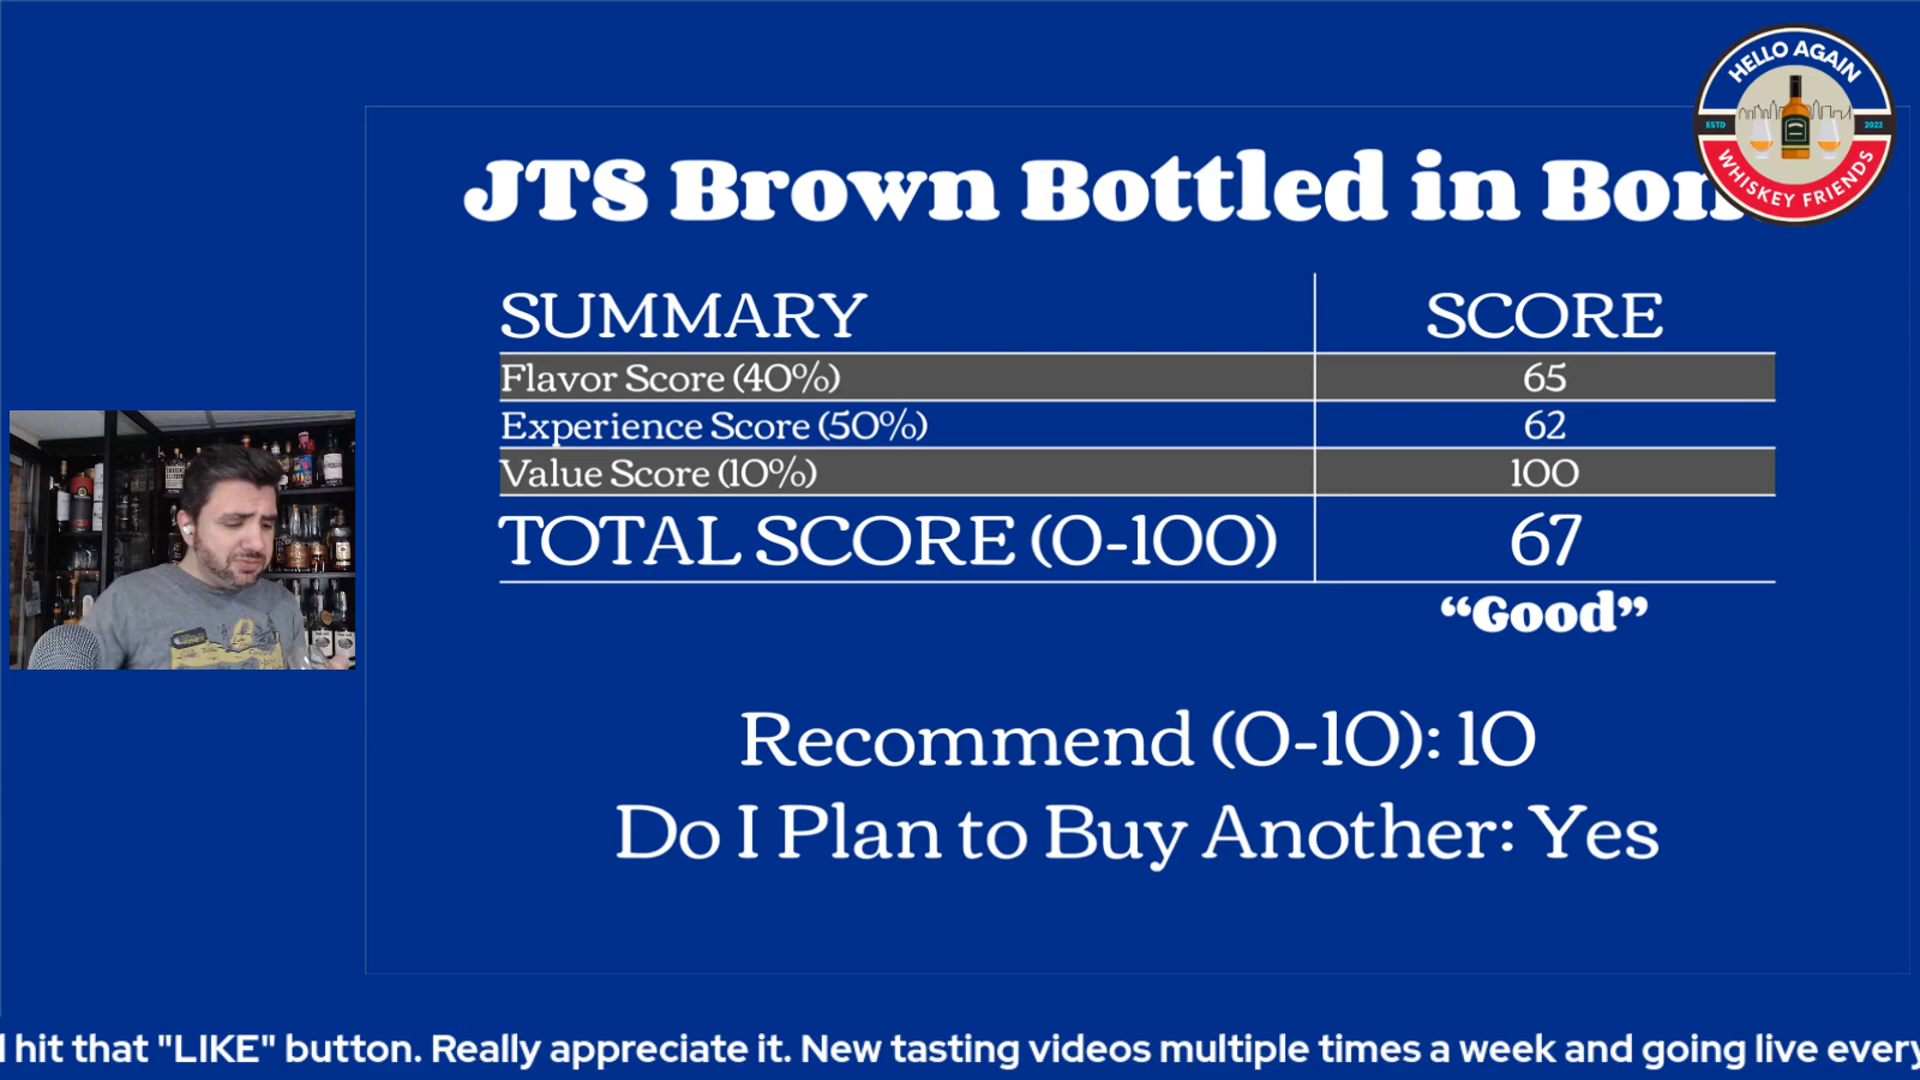 HELLO AGAIN
ESTD
2022
WHISKEY FRIENDS
JTS Brown Bottled in Bon
SUMMARY SCORE
Flavor Score (40%) 65
Experience Score (50%) 62
Value Score (10%) 100
TOTAL SCORE (0-100) 67
“Good”
Recommend (0-10): 10
Do I Plan to Buy Another: Yes
hit that "LIKE" button. Really appreciate it. New tasting videos multiple times a week and going live every